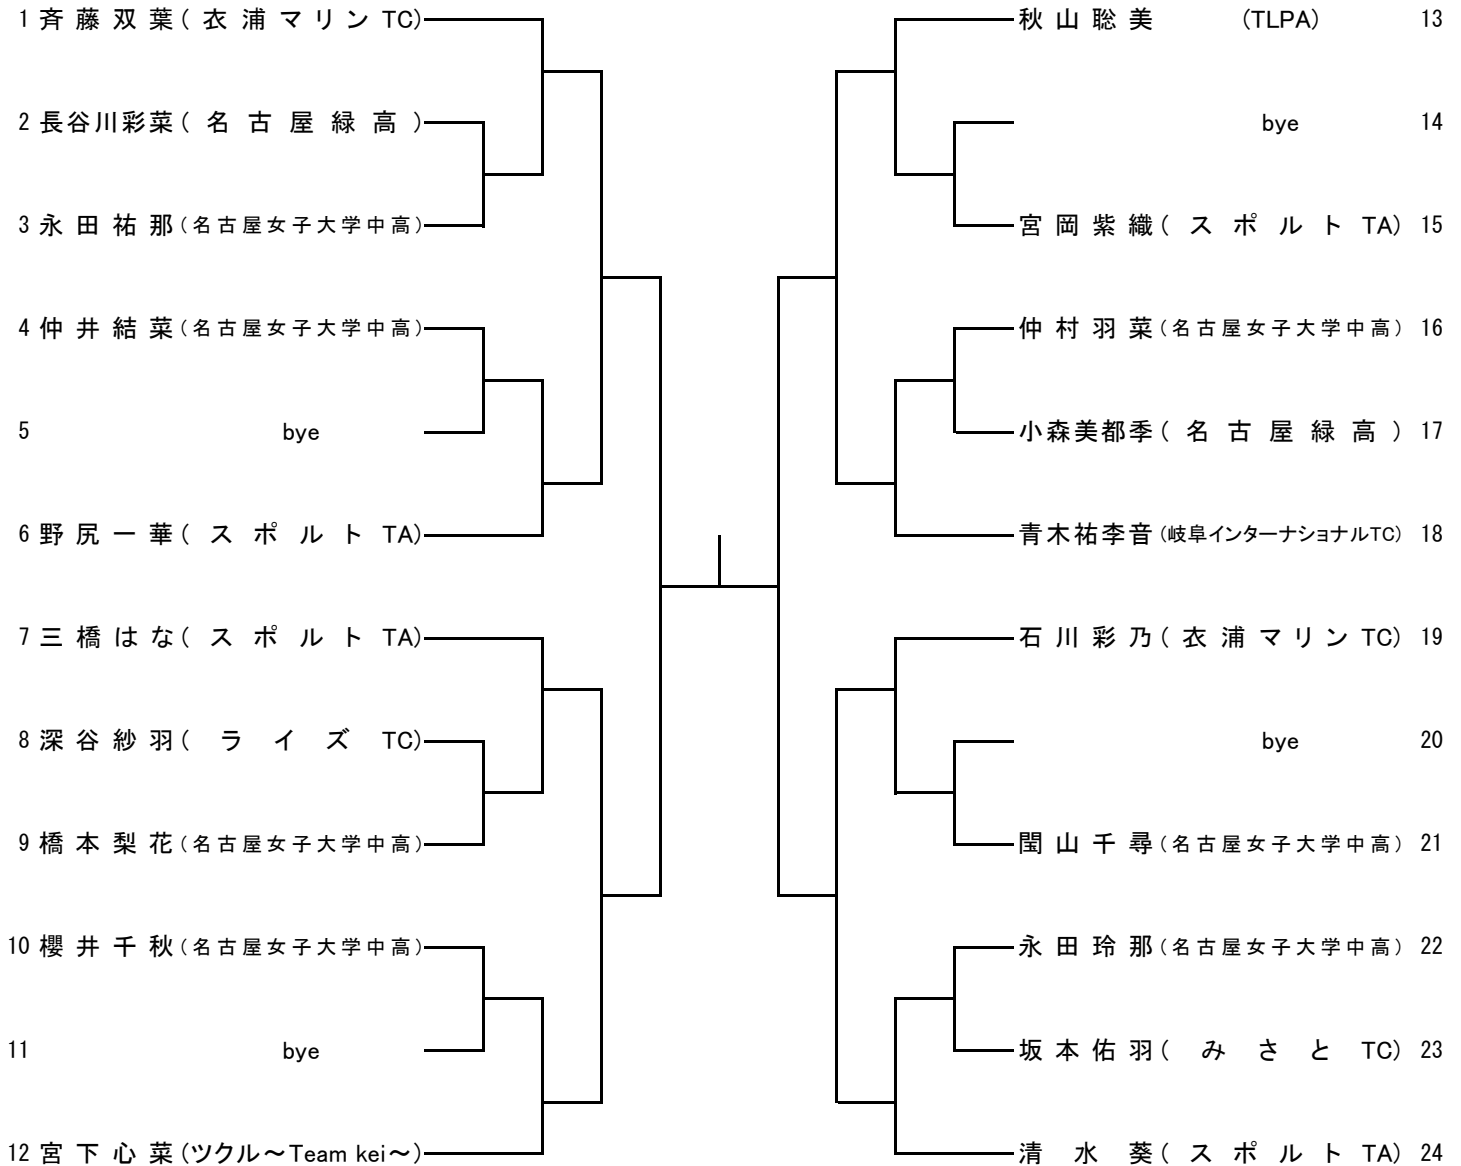 1 斉藤双葉(衣浦マリンTC)
2 長谷川彩菜(名古屋緑高)
3 永田祐那(名古屋女子大学中高)
4 仲井結菜(名古屋女子大学中高)
5 bye
6 野尻一華(スポルトTA)
7 三橋はな(スポルトTA)
8 深谷紗羽(ライズTC)
9 橋本梨花(名古屋女子大学中高)
10 櫻井千秋(名古屋女子大学中高)
11 bye
12 宮下心菜(ツクル～Team kei～)
秋山聡美(TLPA) 13
bye 14
宮岡紫織(スポルトTA) 15
仲村羽菜(名古屋女子大学中高) 16
小森美都季(名古屋緑高) 17
青木祐李音(岐阜インターナショナルTC) 18
石川彩乃(衣浦マリンTC) 19
bye 20
閏山千尋(名古屋女子大学中高) 21
永田玲那(名古屋女子大学中高) 22
坂本佑羽(みさとTC) 23
清水葵(スポルトTA) 24